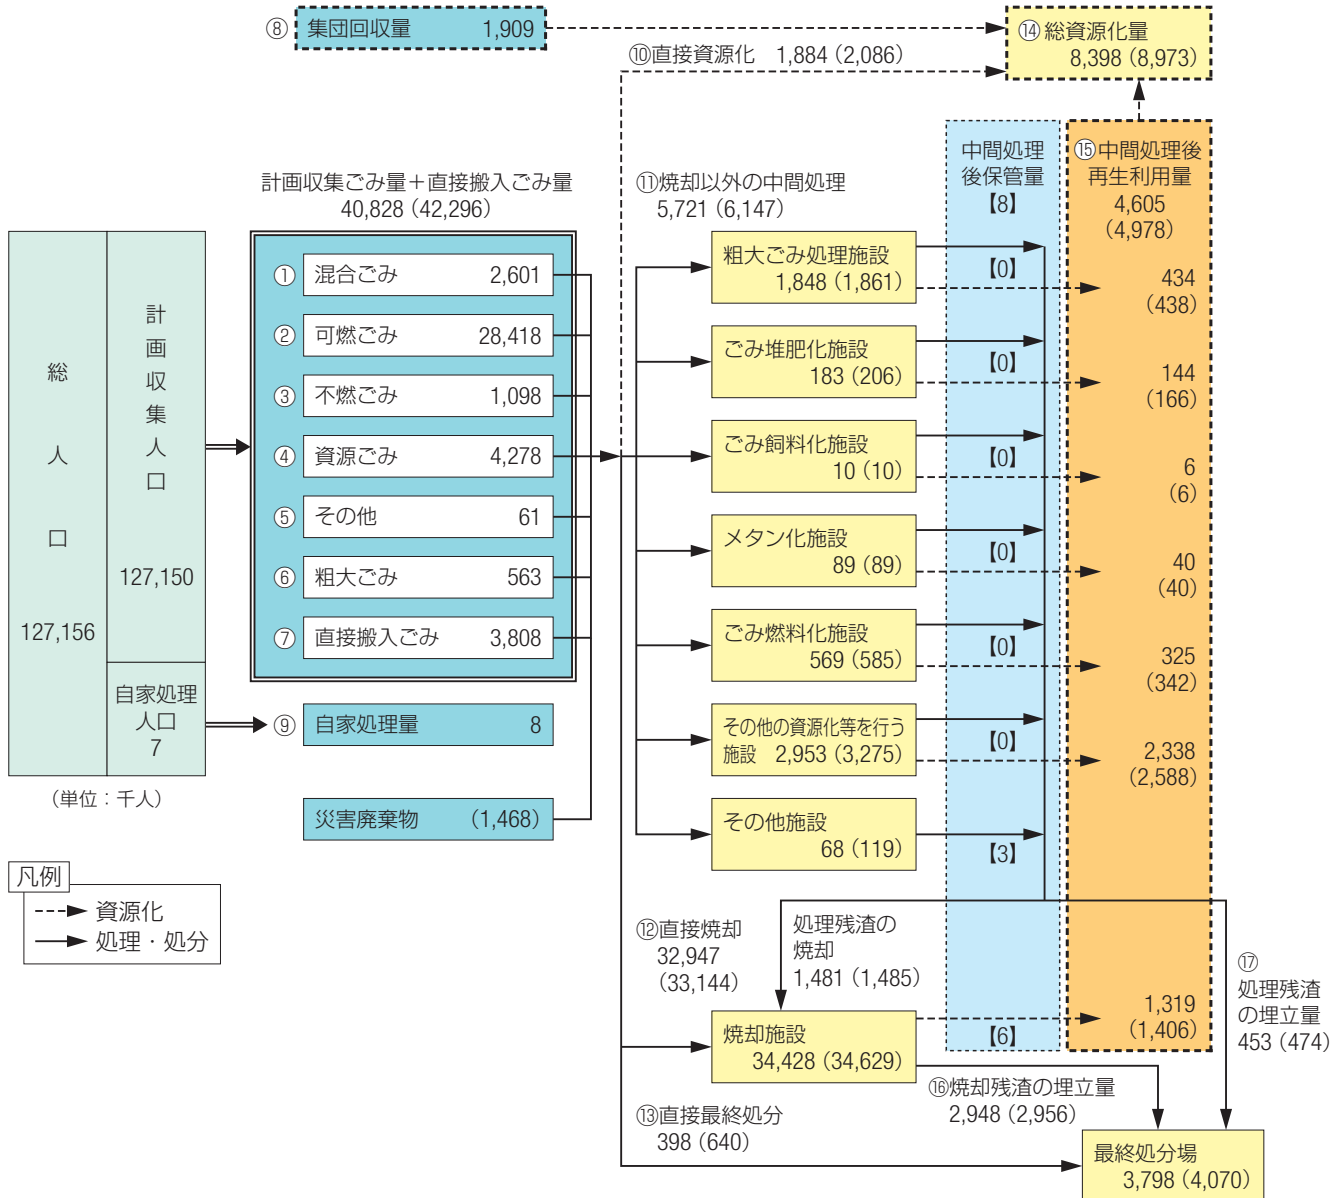 ⑧ 集団回収量 1,909
⑭総資源化量
8,398 (8,973)
⑩直接資源化 1,884 (2,086)
計画収集ごみ量＋直接搬入ごみ量
40,828 (42,296)
⑪焼却以外の中間処理
5,721 (6,147)
中間処理
後保管量
【8】
⑮中間処理後
再生利用量
4,605
(4,978)
総人口
127,156
計画収集人口
127,150
自家処理
人口
7
(単位：千人)
① 混合ごみ 2,601
② 可燃ごみ 28,418
③ 不燃ごみ 1,098
④ 資源ごみ 4,278
⑤ その他 61
⑥ 粗大ごみ 563
⑦ 直接搬入ごみ 3,808
⑨ 自家処理量 8
災害廃棄物 (1,468)
粗大ごみ処理施設
1,848 (1,861)
【0】
434
(438)
ごみ堆肥化施設
183 (206)
【0】
144
(166)
ごみ飼料化施設
10 (10)
【0】
6
(6)
メタン化施設
89 (89)
【0】
40
(40)
ごみ燃料化施設
569 (585)
【0】
325
(342)
その他の資源化等を行う
施設 2,953 (3,275)
【0】
2,338
(2,588)
その他施設
68 (119)
【3】
凡例
資源化
処理・処分
⑫直接焼却
32,947
(33,144)
処理残渣の
焼却
1,481 (1,485)
焼却施設
34,428 (34,629)
【6】
1,319
(1,406)
⑰
処理残渣
の埋立量
453 (474)
⑯焼却残渣の埋立量
2,948 (2,956)
⑬直接最終処分
398 (640)
最終処分場
3,798 (4,070)